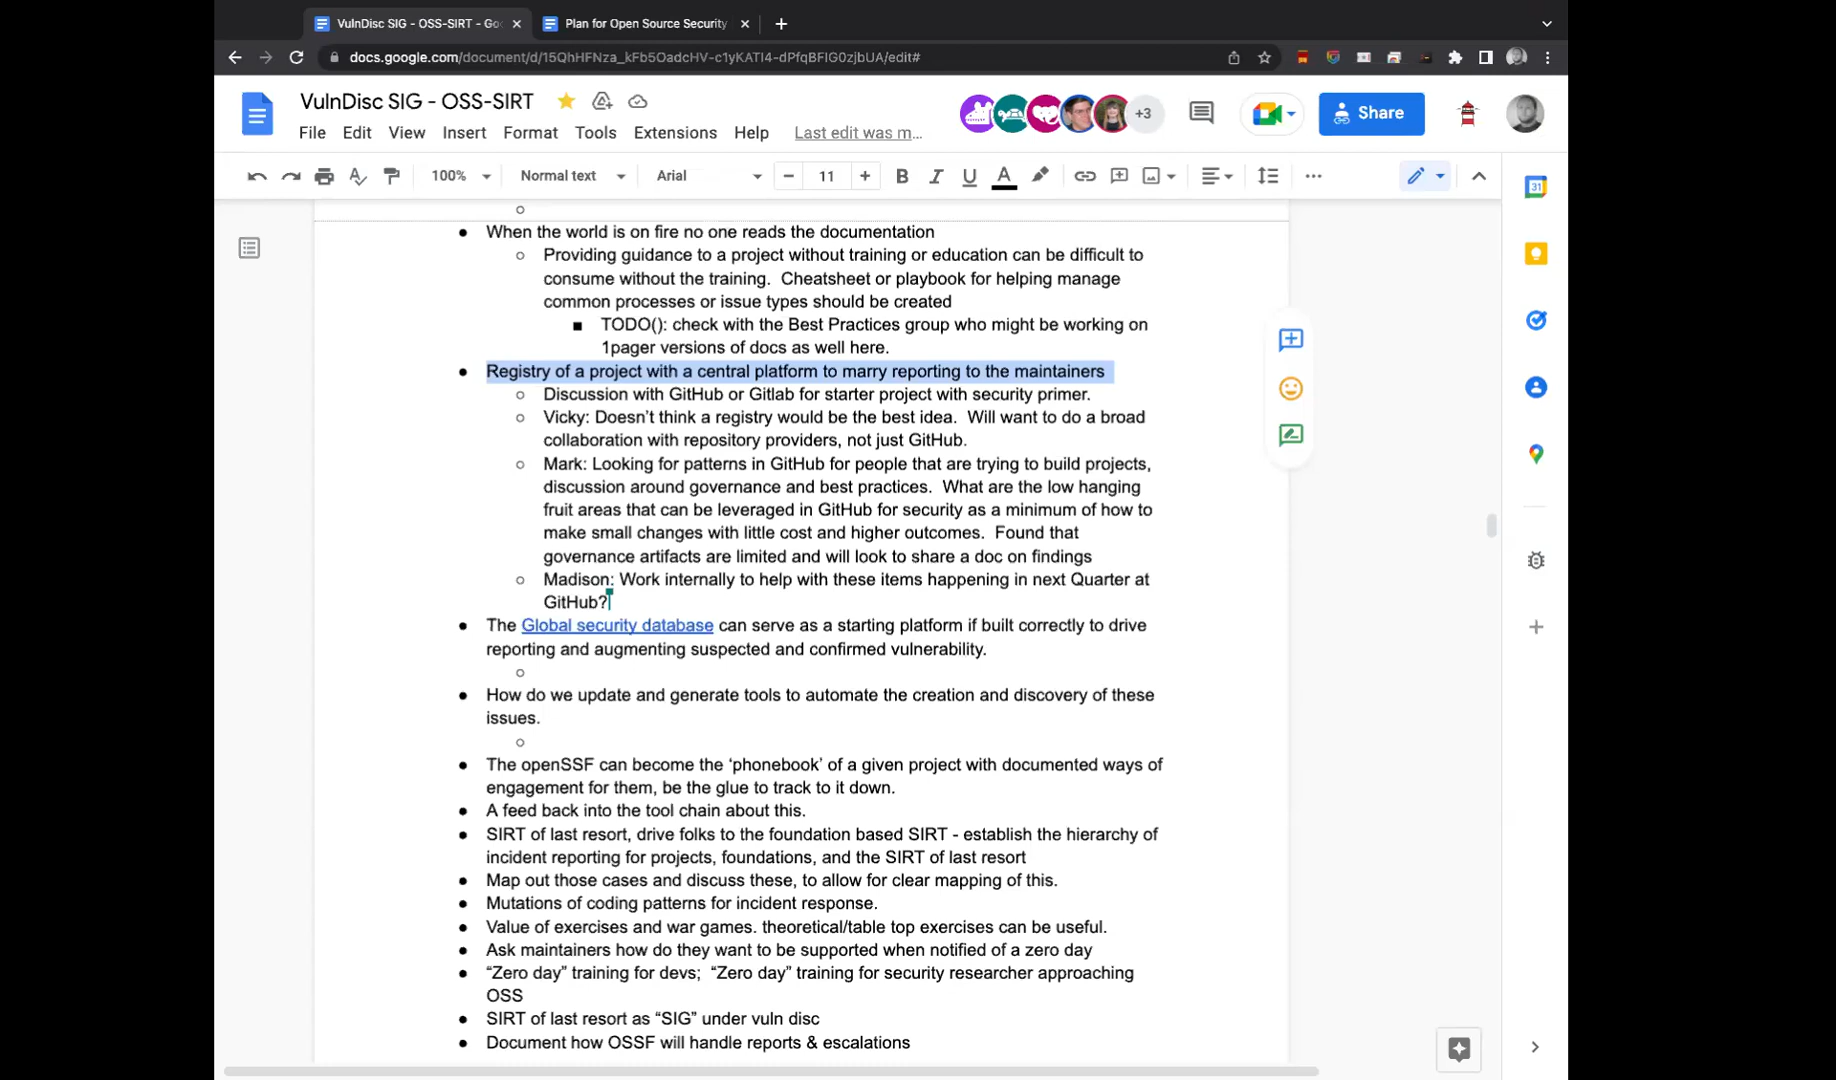 VulnDisc SIG - OSS-SIRT - Goo
Plan for Open Source Security
docs.google.com/document/d/15QhHFNza_kFb5OadcHV-c1yKATI4-dPfqBFlG0zjbUA/edit#
VulnDisc SIG - OSS-SIRT
+3
Share
File Edit View Insert Format Tools Extensions Help Last edit was m...
100% Normal text Arial 11
31
When the world is on fire no one reads the documentation
Providing guidance to a project without training or education can be difficult to
consume without the training. Cheatsheet or playbook for helping manage
common processes or issue types should be created
TODO(): check with the Best Practices group who might be working on
1pager versions of docs as well here.
Registry of a project with a central platform to marry reporting to the maintainers
Discussion with GitHub or Gitlab for starter project with security primer.
Vicky: Doesn’t think a registry would be the best idea. Will want to do a broad
collaboration with repository providers, not just GitHub.
Mark: Looking for patterns in GitHub for people that are trying to build projects,
discussion around governance and best practices. What are the low hanging
fruit areas that can be leveraged in GitHub for security as a minimum of how to
make small changes with little cost and higher outcomes. Found that
governance artifacts are limited and will look to share a doc on findings
Madison: Work internally to help with these items happening in next Quarter at
GitHub?
The Global security database can serve as a starting platform if built correctly to drive
reporting and augmenting suspected and confirmed vulnerability.
How do we update and generate tools to automate the creation and discovery of these
issues.
The openSSF can become the ‘phonebook’ of a given project with documented ways of
engagement for them, be the glue to track to it down.
A feed back into the tool chain about this.
SIRT of last resort, drive folks to the foundation based SIRT - establish the hierarchy of
incident reporting for projects, foundations, and the SIRT of last resort
Map out those cases and discuss these, to allow for clear mapping of this.
Mutations of coding patterns for incident response.
Value of exercises and war games. theoretical/table top exercises can be useful.
Ask maintainers how do they want to be supported when notified of a zero day
“Zero day” training for devs; “Zero day” training for security researcher approaching
OSS
SIRT of last resort as “SIG” under vuln disc
Document how OSSF will handle reports & escalations